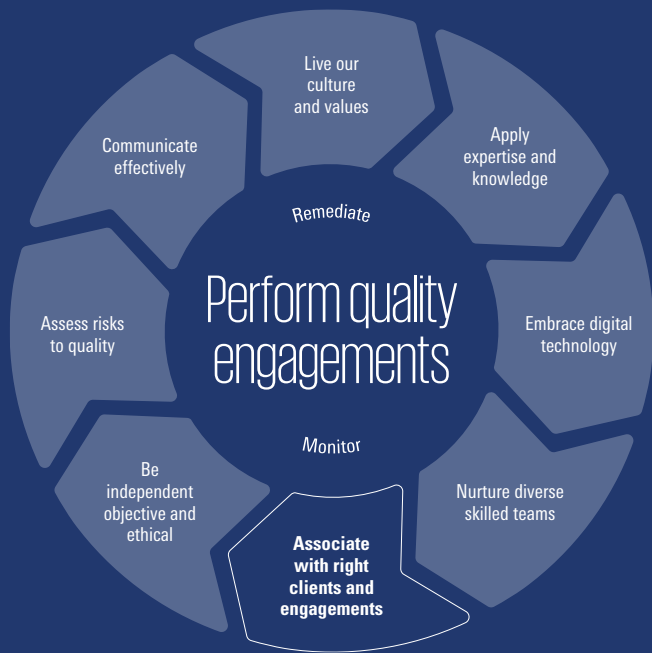 Live our
culture
and values
Apply
expertise and
knowledge
Embrace digital
technology
Nurture diverse
skilled teams
Associate
with right
clients and
engagements
Be
independent
objective and
ethical
Assess risks
to quality
Communicate
effectively
Remediate
Perform quality
engagements
Monitor